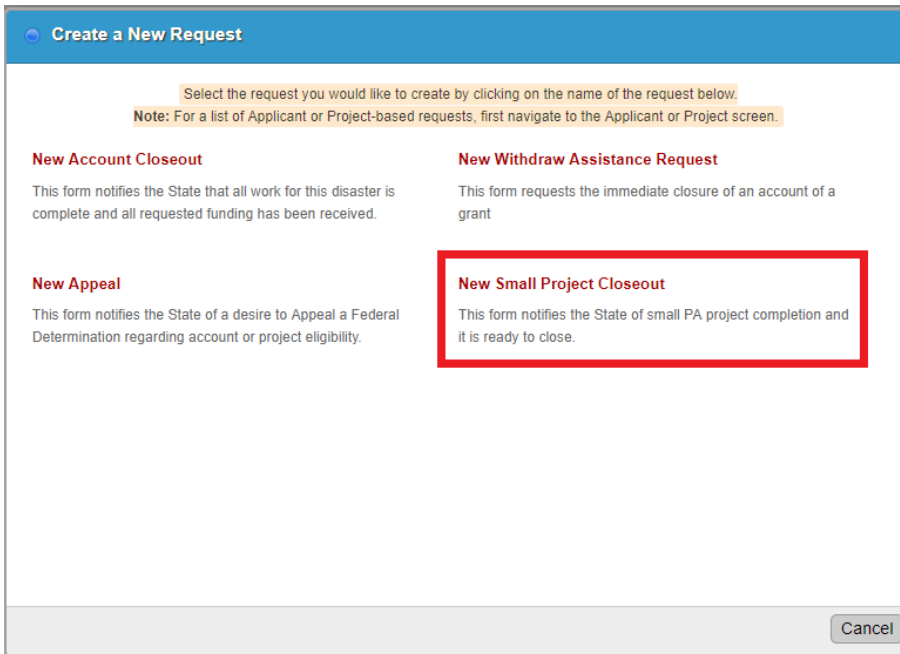 Create a New Request
Select the request you would like to create by clicking on the name of the request below.
Note: For a list of Applicant or Project-based requests, first navigate to the Applicant or Project screen.
New Account Closeout
This form notifies the State that all work for this disaster is
complete and all requested funding has been received.
New Withdraw Assistance Request
This form requests the immediate closure of an account of a
grant
New Appeal
This form notifies the State of a desire to Appeal a Federal
Determination regarding account or project eligibility.
New Small Project Closeout
This form notifies the State of small PA project completion and
it is ready to close.
Cancel